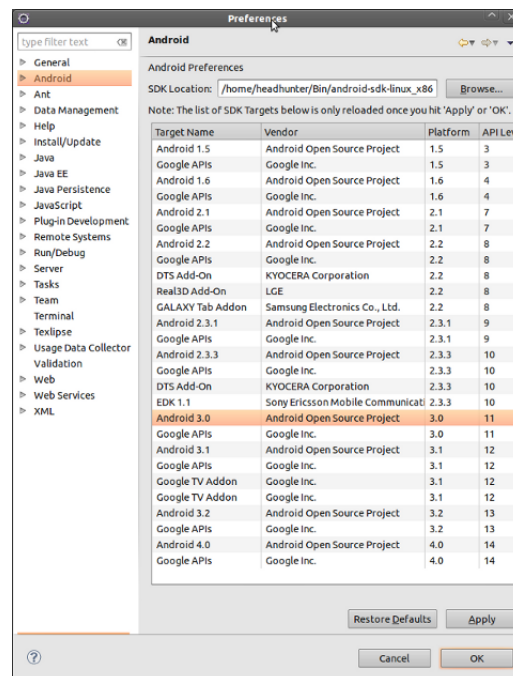 Preferences
type filter text
General
Android
Ant
Data Management
Help
Install/Update
Java
Java EE
Java Persistence
JavaScript
Plug-in Development
Remote Systems
Run/Debug
Server
Tasks
Team
Terminal
Texlipse
Usage Data Collector
Validation
Web
Web Services
XML
Android
Android Preferences
SDK Location: /home/headhunter/Bin/android-sdk-linux_x86 Browse...
Note: The list of SDK Targets below is only reloaded once you hit 'Apply' or 'OK'.
Target Name Vendor Platform API Lev
Android 1.5 Android Open Source Project 1.5 3
Google APIs Google Inc. 1.5 3
Android 1.6 Android Open Source Project 1.6 4
Google APIs Google Inc. 1.6 4
Android 2.1 Android Open Source Project 2.1 7
Google APIs Google Inc. 2.1 7
Android 2.2 Android Open Source Project 2.2 8
Google APIs Google Inc. 2.2 8
DTS Add-On KYOCERA Corporation 2.2 8
Real3D Add-On LGE 2.2 8
GALAXY Tab Addon Samsung Electronics Co., Ltd. 2.2 8
Android 2.3.1 Android Open Source Project 2.3.1 9
Google APIs Google Inc. 2.3.1 9
Android 2.3.3 Android Open Source Project 2.3.3 10
Google APIs Google Inc. 2.3.3 10
DTS Add-On KYOCERA Corporation 2.3.3 10
EDK 1.1 Sony Ericsson Mobile Communicati 2.3.3 10
Android 3.0 Android Open Source Project 3.0 11
Google APIs Google Inc. 3.0 11
Android 3.1 Android Open Source Project 3.1 12
Google APIs Google Inc. 3.1 12
Google TV Addon Google Inc. 3.1 12
Google TV Addon Google Inc. 3.1 12
Android 3.2 Android Open Source Project 3.2 13
Google APIs Google Inc. 3.2 13
Android 4.0 Android Open Source Project 4.0 14
Google APIs Google Inc. 4.0 14
Restore Defaults Apply
Cancel OK